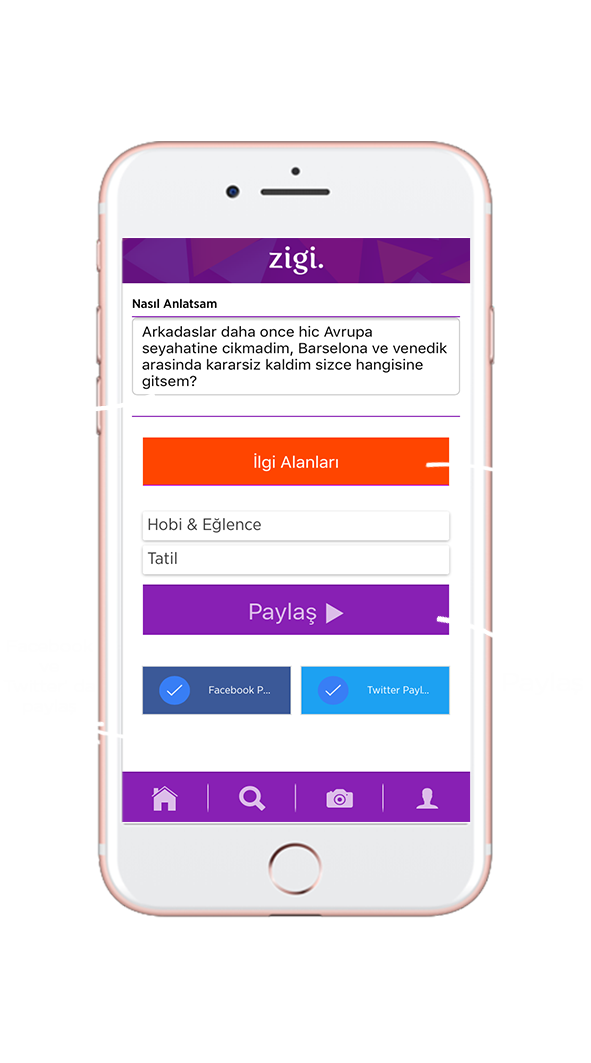 zigi.
Nasıl Anlatsam
Arkadaslar daha once hic Avrupa
seyahatine cikmadim, Barselona ve venedik
arasinda kararsiz kaldim sizce hangisine
gitsem?
İlgi Alanları
Hobi & Eğlence
Tatil
Paylaş
Facebook P...
Twitter Payl...